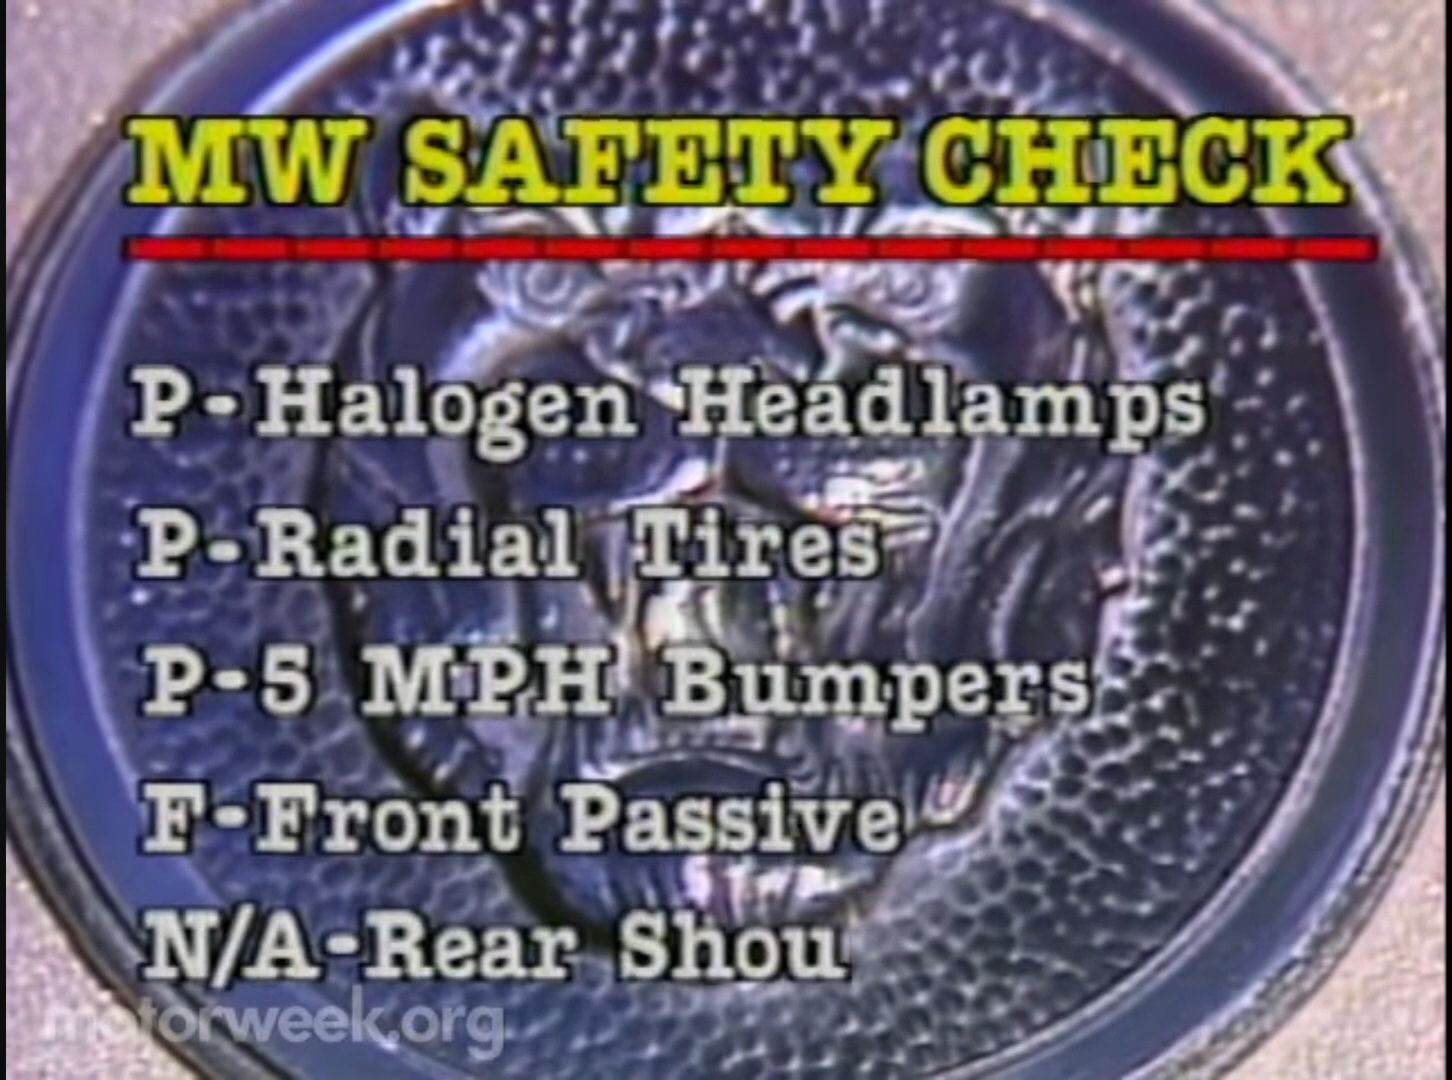 MW SAFETY CHECK
P-Halogen Headlamps
P-Radial Tires
P-5 MPH Bumpers
F-Front Passive
N/A-Rear Shou
motorweek.org